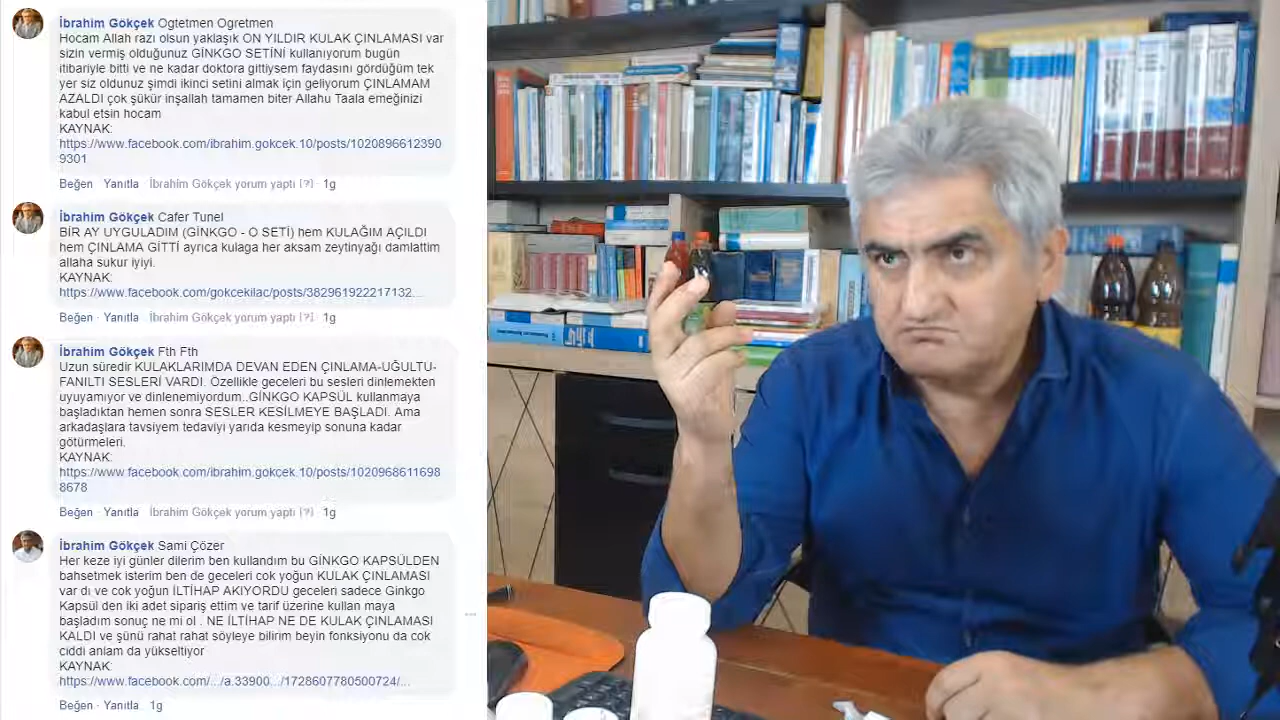 İbrahim Gökçek Ogtetmen Ogretmen
Hocam Allah razı olsun yaklaşık ON YILDIR KULAK ÇINLAMASI var
sizin vermiş olduğunuz GİNKGO SETİNİ kullanıyorum bugün
itibariyle bitti ve ne kadar doktora gittiysem faydasını gördüğüm tek
yer siz oldunuz şimdi ikinci setini almak için geliyorum ÇINLAMAM
AZALDI çok şükür inşallah tamamen biter Allahu Taala emeğinizi
kabul etsin hocam
KAYNAK:
https://www.facebook.com/ibrahim.gokcek.10/posts/1020896612390
9301
Beğen · Yanıtla · İbrahim Gökçek yorum yaptı [?] · 1g
İbrahim Gökçek Cafer Tunel
BİR AY UYGULADIM (GİNKGO - O SETİ) hem KULAĞIM AÇILDI
hem ÇINLAMA GİTTİ ayrıca kulaga her aksam zeytinyağı damlattim
allaha sukur iyiyi.
KAYNAK:
https://www.facebook.com/gokcekilac/posts/382961922217132...
Beğen · Yanıtla · İbrahim Gökçek yorum yaptı [?] · 1g
İbrahim Gökçek Fth Fth
Uzun süredir KULAKLARIMDA DEVAN EDEN ÇINLAMA-UĞULTU-
FANILTI SESLERİ VARDI. Özellikle geceleri bu sesleri dinlemekten
uyuyamıyor ve dinlenemiyordum..GİNKGO KAPSÜL kullanmaya
başladıktan hemen sonra SESLER KESİLMEYE BAŞLADI. Ama
arkadaşlara tavsiyem tedaviyi yarıda kesmeyip sonuna kadar
götürmeleri.
KAYNAK:
https://www.facebook.com/ibrahim.gokcek.10/posts/1020968611698
8678
Beğen · Yanıtla · İbrahim Gökçek yorum yaptı [?] · 1g
İbrahim Gökçek Sami Çözer
Her keze iyi günler dilerim ben kullandım bu GİNKGO KAPSÜLDEN
bahsetmek isterim ben de geceleri cok yoğun KULAK ÇINLAMASI
var dı ve cok yoğun İLTİHAP AKIYORDU geceleri sadece Ginkgo
Kapsül den iki adet sipariş ettim ve tarif üzerine kullan maya
başladım sonuç ne mi ol . NE İLTİHAP NE DE KULAK ÇINLAMASI
KALDI ve şünü rahat rahat söyleye bilirim beyin fonksiyonu da cok
ciddi anlam da yükseltiyor
KAYNAK:
https://www.facebook.com/.../a.33900.../1728607780500724/...
Beğen · Yanıtla · 1g